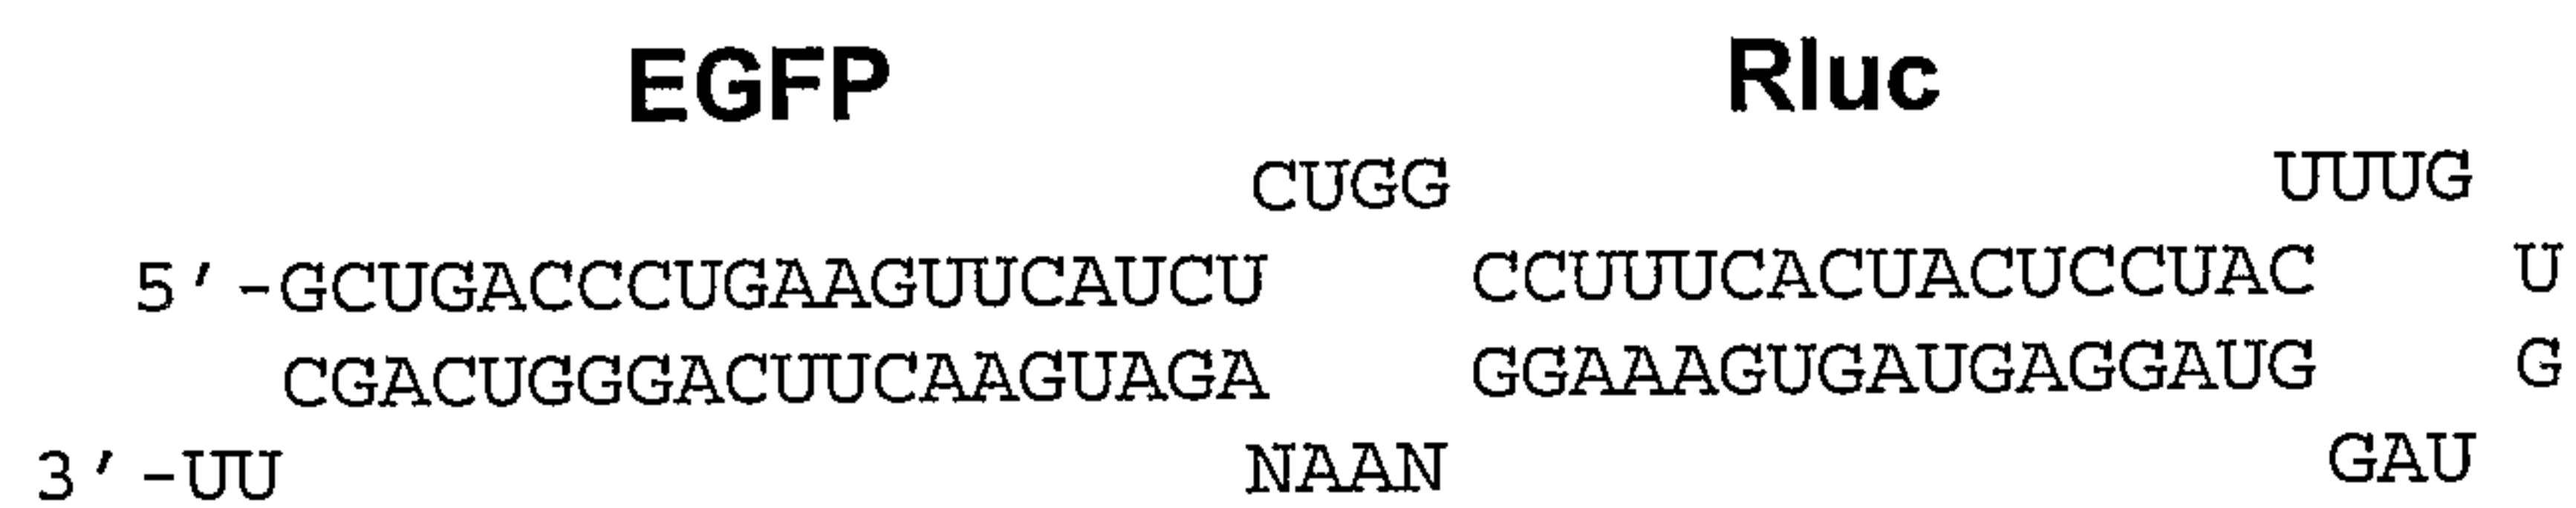 EGFP Rluc
CUGG UUUG
5'-GCUGACCCUGAAGUUCAUCU CCUUUCACUACUCCUAC U
CGACUGGGACUUCAAGUAGA GGAAAGUGAUGAGGAUG G
3'-UU NAAN GAU